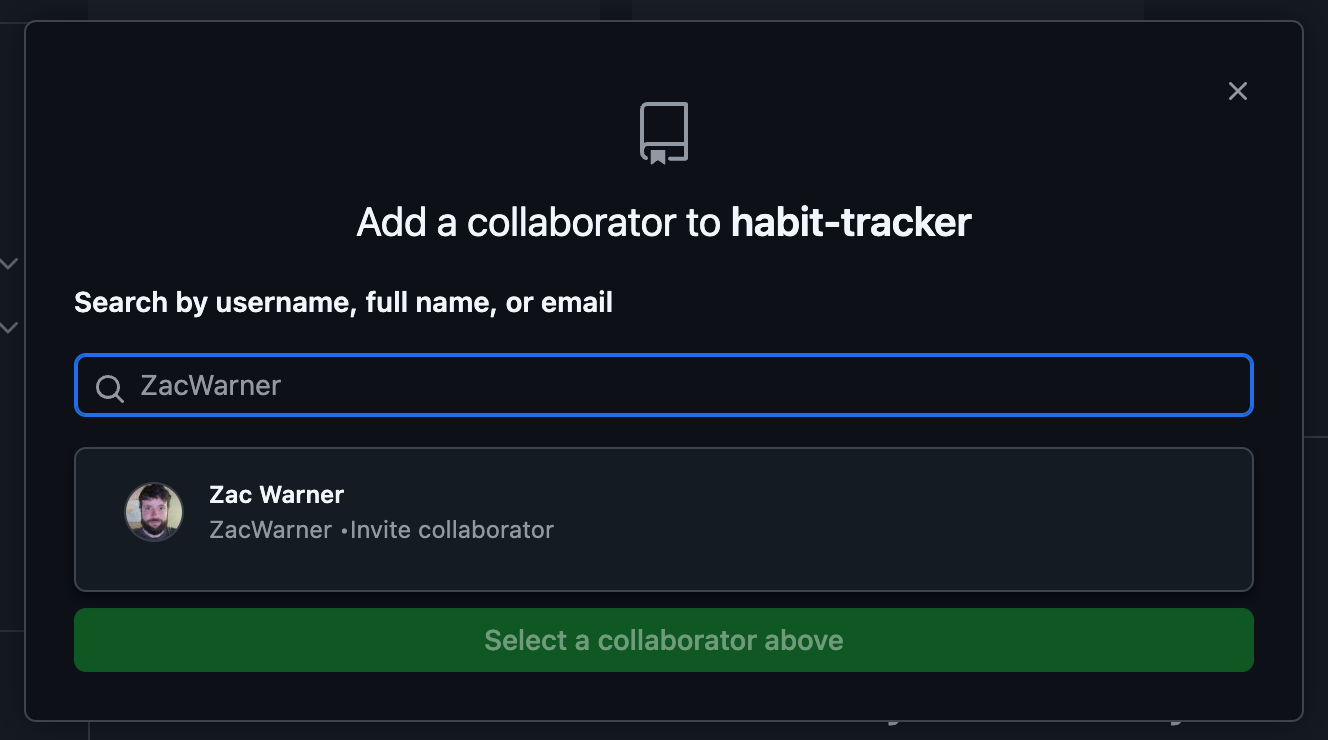 Add a collaborator to habit-tracker
Search by username, full name, or email
ZacWarner
Zac Warner
ZacWarner •Invite collaborator
Select a collaborator above